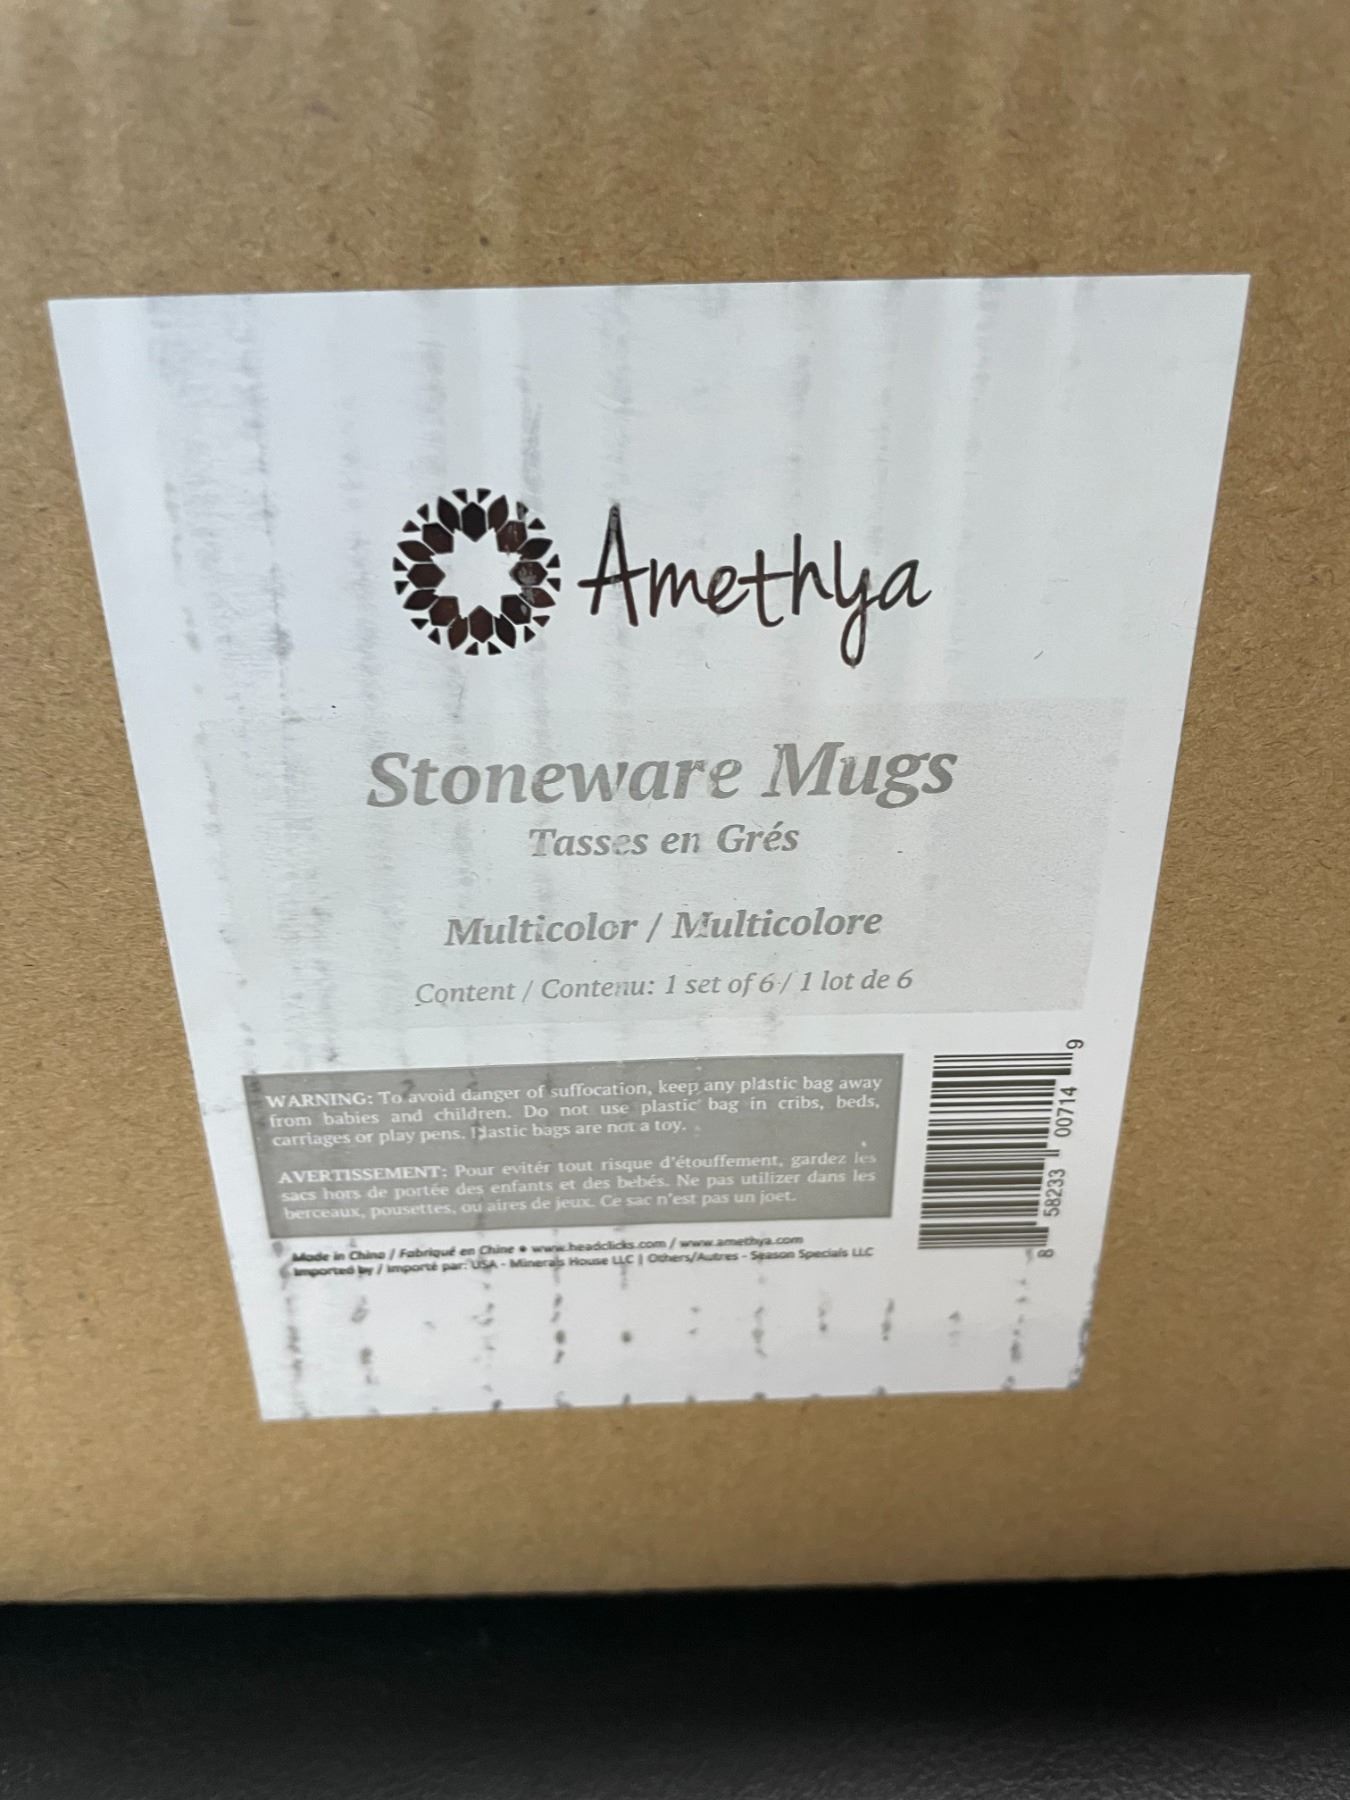 Amethya
Stoneware Mugs
Tasses en Grés
Multicolor / Multicolore
Content / Contenu: 1 set of 6 / 1 lot de 6
WARNING: To avoid danger of suffocation, keep any plastic bag away
from babies and children. Do not use plastic bag in cribs, beds,
carriages or play pens. Plastic bags are not a toy.
AVERTISSEMENT: Pour evitér tout risque d'étouffement, gardez les
sacs hors de portée des enfants et des bebés. Ne pas utilizer dans les
berceaux, pousettes, ou aires de jeux. Ce sac n'est pas un joet.
Made in China / Fabriqué en Chine • www.headclicks.com / www.amethya.com
Imported by / Importé par: USA - Minerals House LLC | Others/Autres - Season Specials LLC
8 58233 00714 9